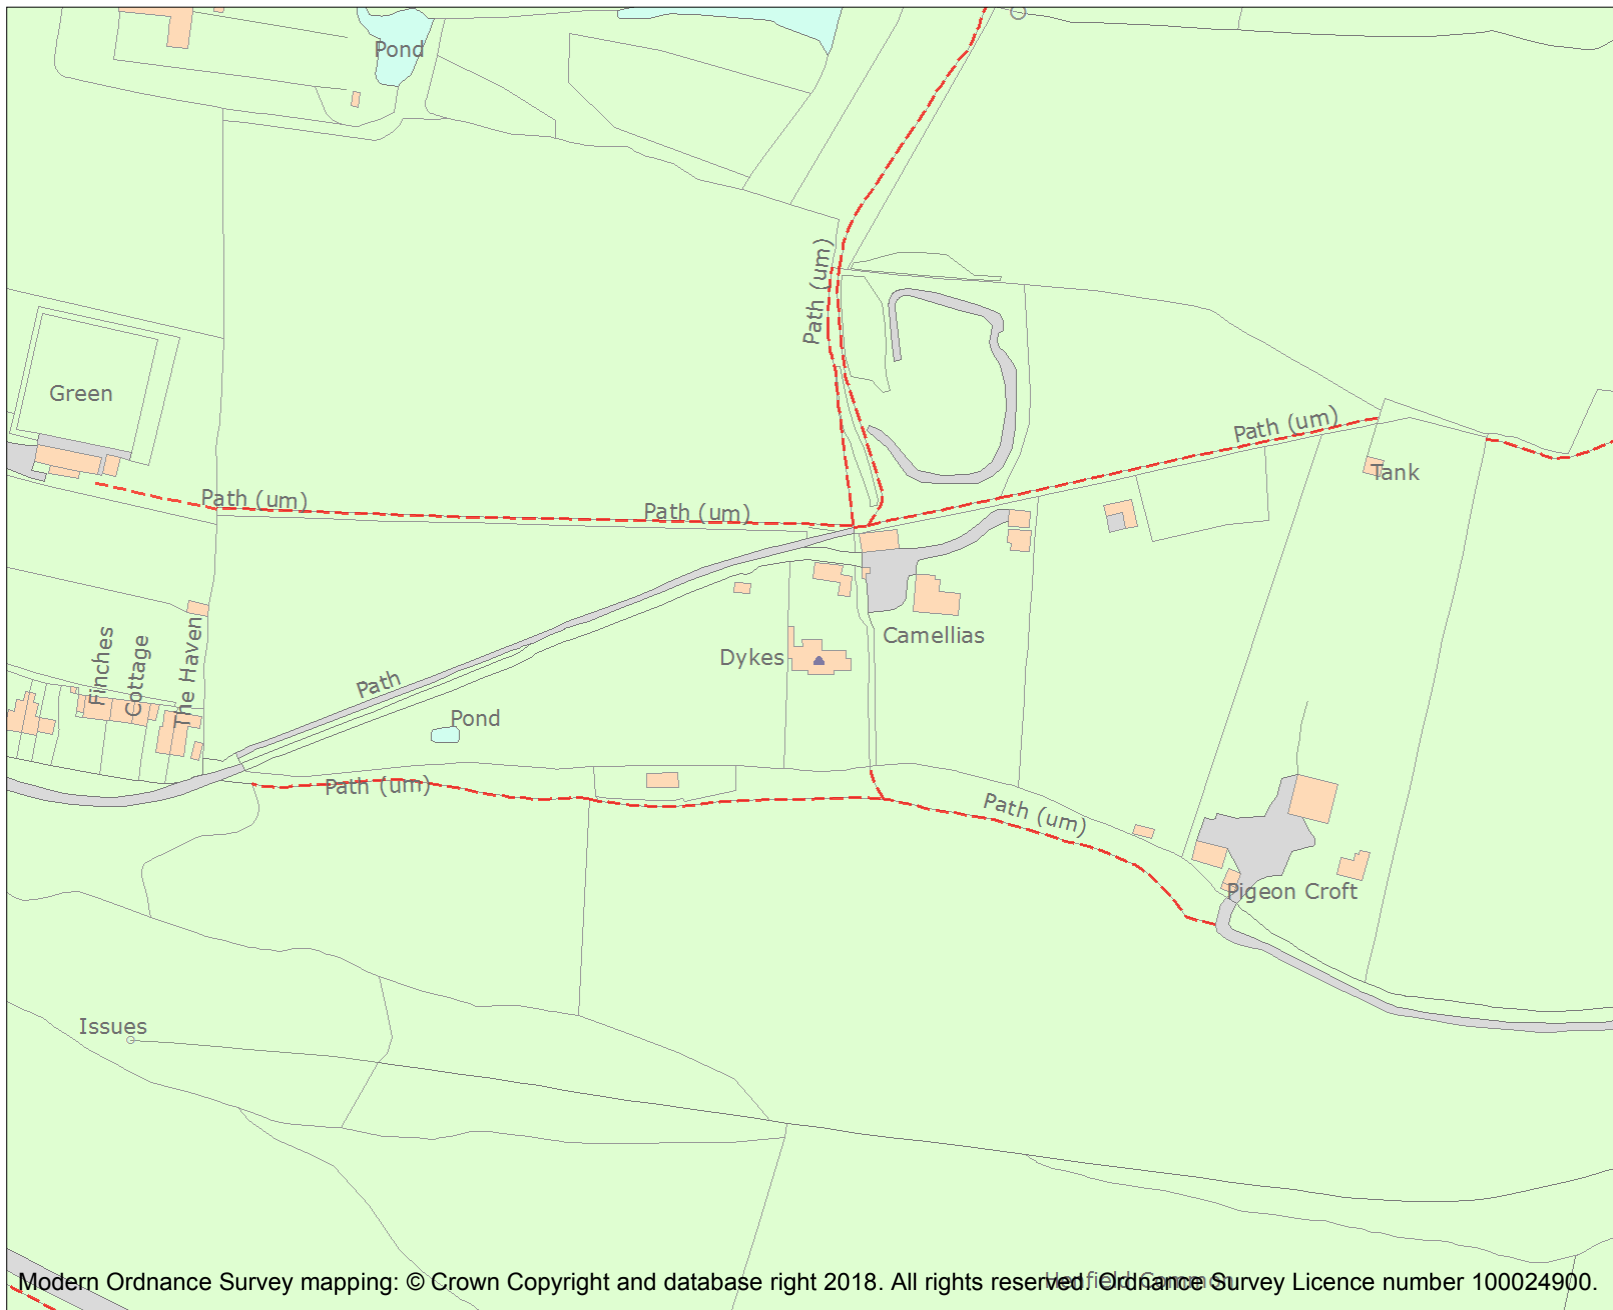 Pond
Path (um)
Green
Path (um)
Tank
Path (um)
Path (um)
Finches
Cottage
The Haven
Camellias
Dykes
Path
Pond
Path (um)
Path (um)
Pigeon Croft
Issues
Henfield Common
Modern Ordnance Survey mapping: © Crown Copyright and database right 2018. All rights reserved. Ordnance Survey Licence number 100024900.